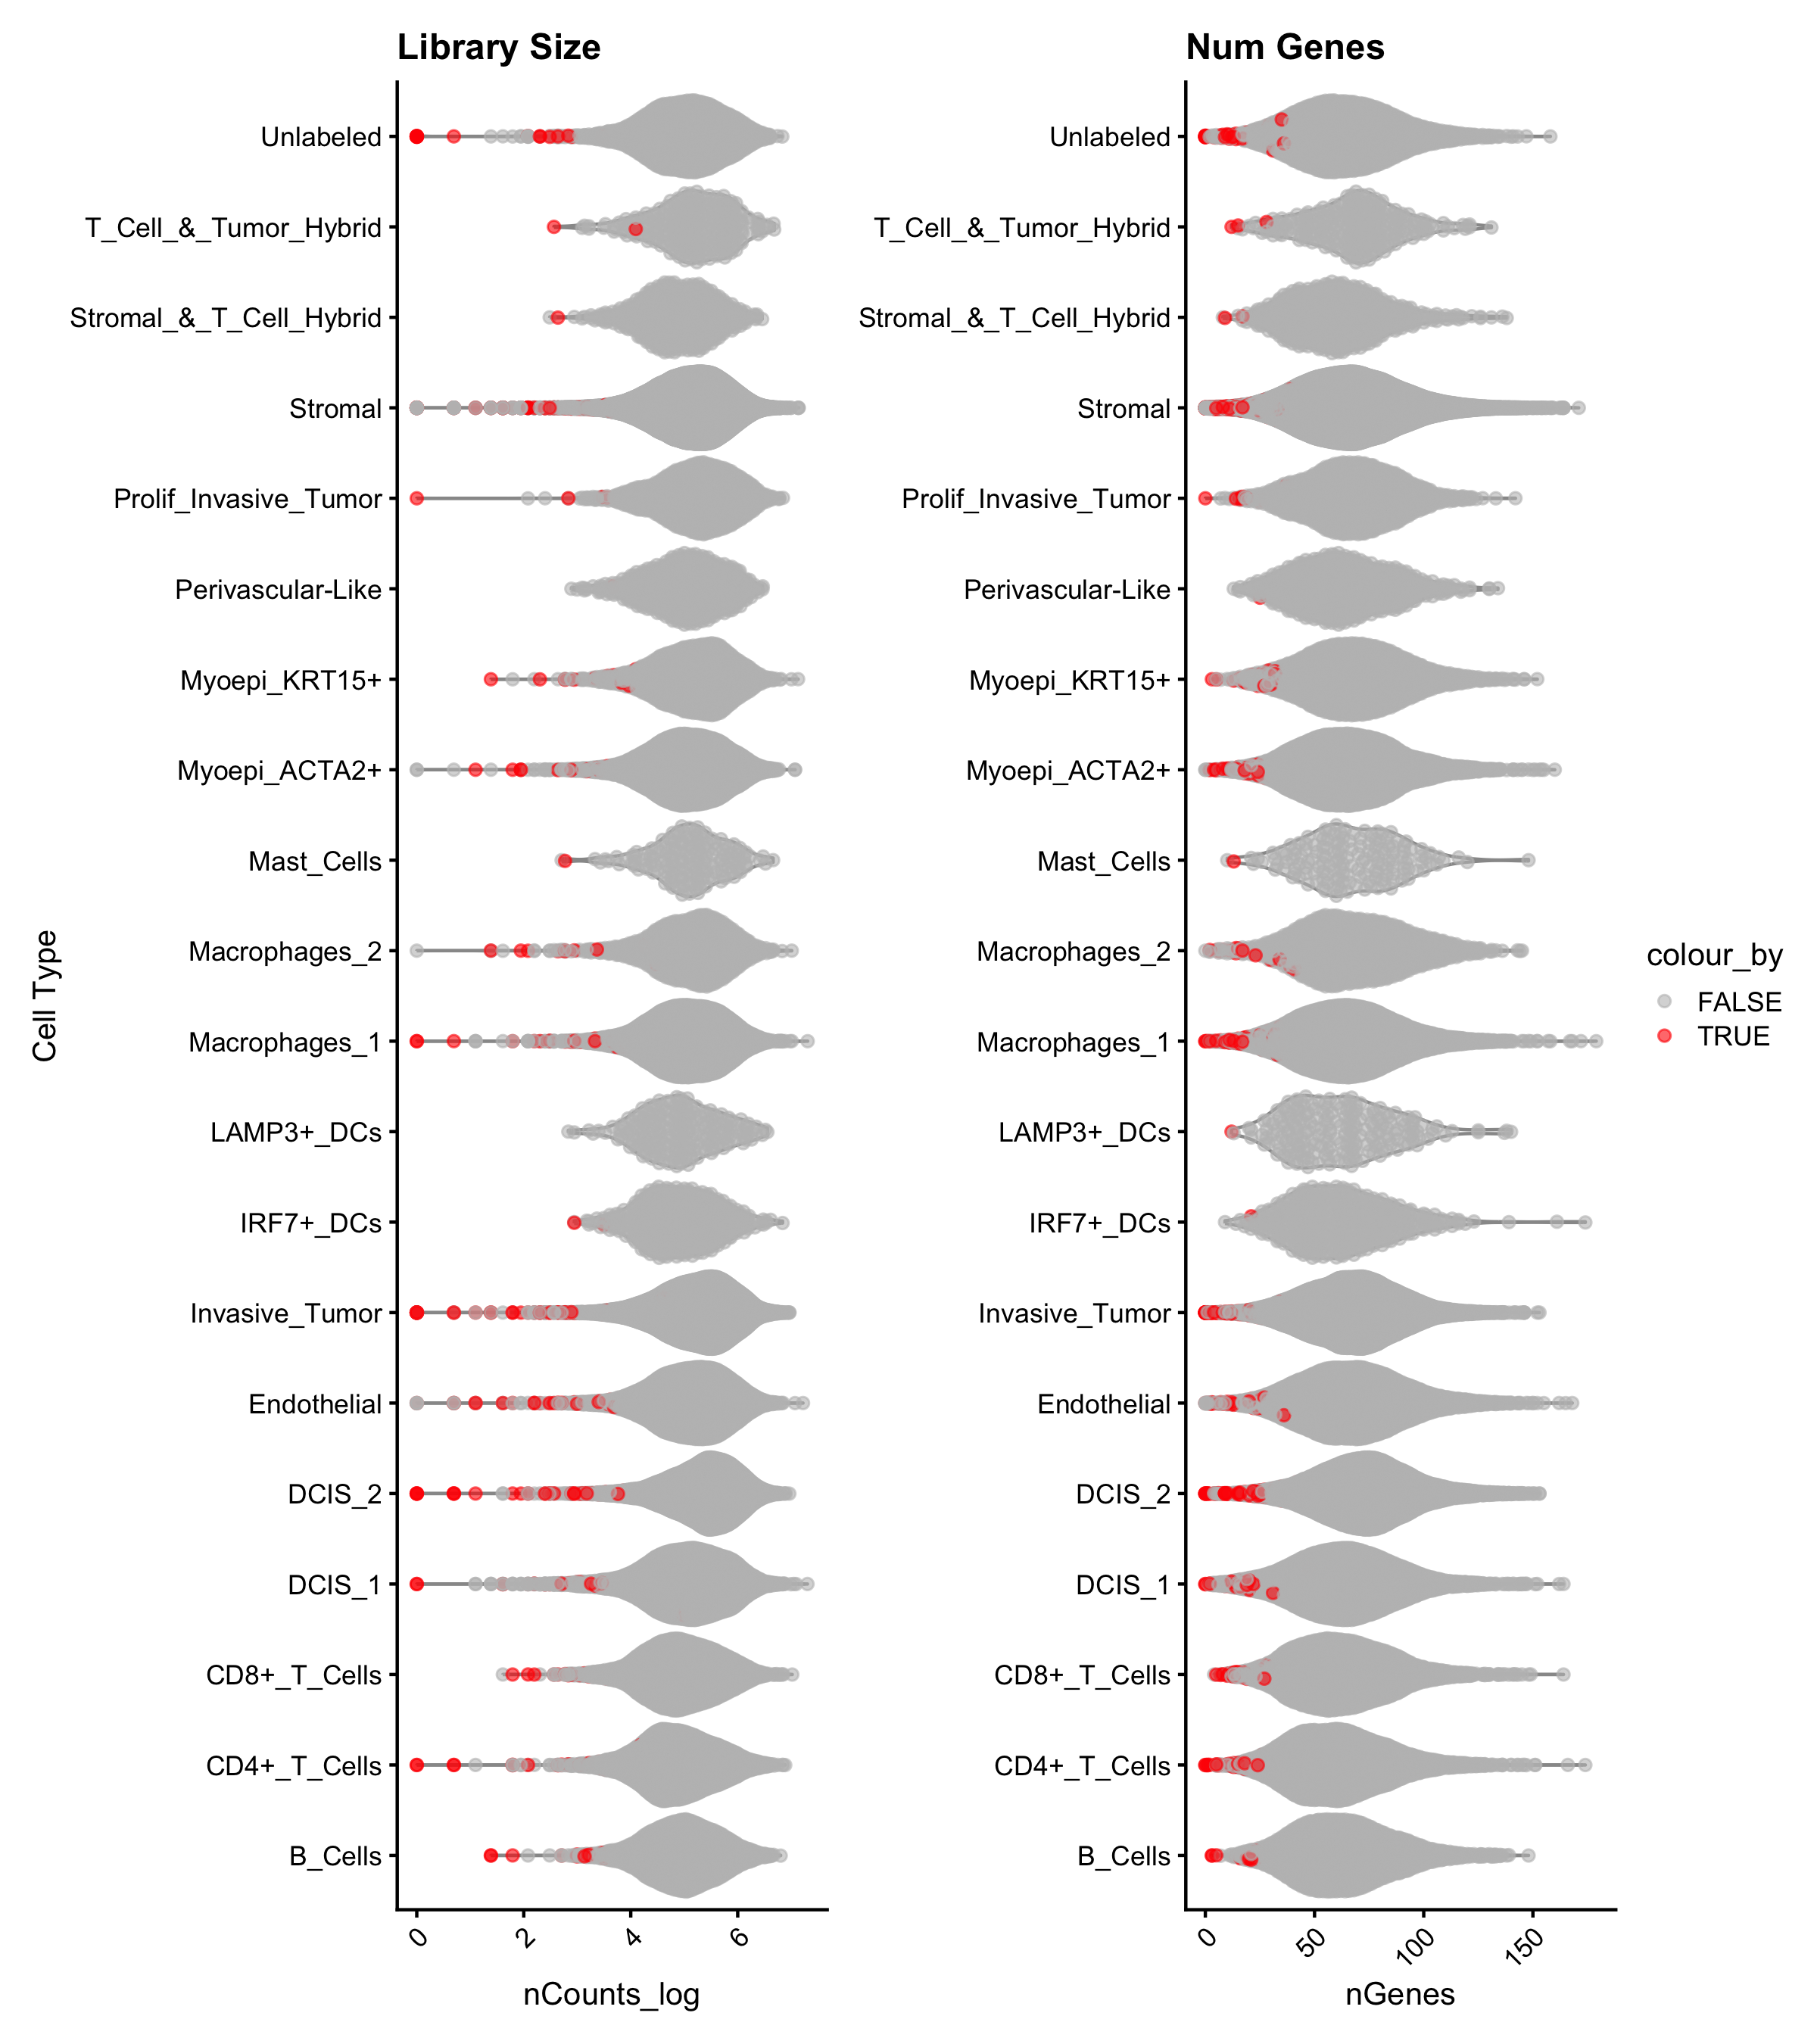 Library Size
Unlabeled
T_Cell_&_Tumor_Hybrid
Stromal_&_T_Cell_Hybrid
Stromal
Prolif_Invasive_Tumor
Perivascular-Like
Myoepi_KRT15+
Myoepi_ACTA2+
Mast_Cells
Macrophages_2
Macrophages_1
LAMP3+_DCs
IRF7+_DCs
Invasive_Tumor
Endothelial
DCIS_2
DCIS_1
CD8+_T_Cells
CD4+_T_Cells
B_Cells
Cell Type
0 2 4 6
nCounts_log
Num Genes
Unlabeled
T_Cell_&_Tumor_Hybrid
Stromal_&_T_Cell_Hybrid
Stromal
Prolif_Invasive_Tumor
Perivascular-Like
Myoepi_KRT15+
Myoepi_ACTA2+
Mast_Cells
Macrophages_2
Macrophages_1
LAMP3+_DCs
IRF7+_DCs
Invasive_Tumor
Endothelial
DCIS_2
DCIS_1
CD8+_T_Cells
CD4+_T_Cells
B_Cells
0 50 100 150
nGenes
colour_by
FALSE
TRUE